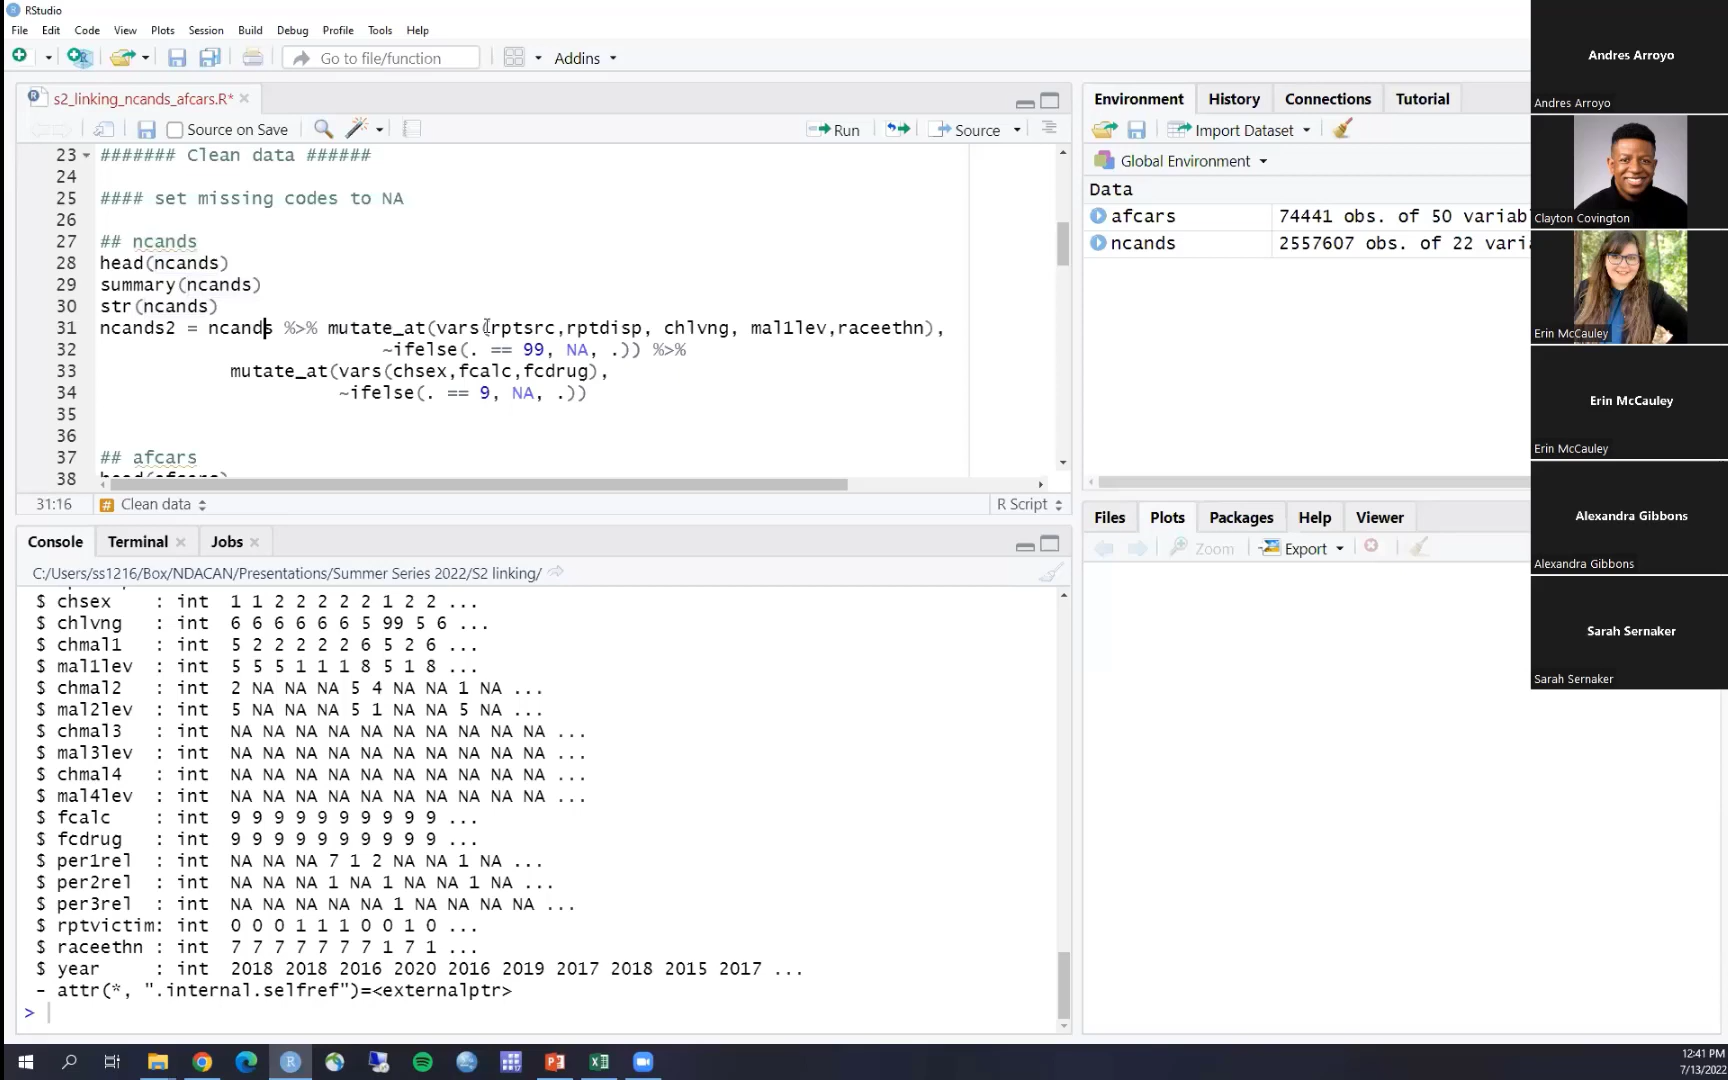 RStudio
File Edit Code View Plots Session Build Debug Profile Tools Help
Go to file/function Addins
s2_linking_ncands_afcars.R*
Source on Save Run Source
23 ####### Clean data ######
24
25 #### set missing codes to NA
26
27 ## ncands
28 head(ncands)
29 summary(ncands)
30 str(ncands)
31 ncands2 = ncands %>% mutate_at(vars(rptsrc,rptdisp, chlvng, mal1lev,raceethn),
32 ~ifelse(. == 99, NA, .)) %>%
33 mutate_at(vars(chsex,fcalc,fcdrug),
34 ~ifelse(. == 9, NA, .))
35
36
37 ## afcars
38 head(afcars)
31:16 Clean data R Script
Console Terminal Jobs
C:/Users/ss1216/Box/NDACAN/Presentations/Summer Series 2022/S2 linking/
$ chsex : int 1 1 2 2 2 2 2 1 2 2 ...
$ chlvng : int 6 6 6 6 6 6 5 99 5 6 ...
$ chmal1 : int 5 2 2 2 2 2 6 5 2 6 ...
$ mal1lev : int 5 5 5 1 1 1 8 5 1 8 ...
$ chmal2 : int 2 NA NA NA 5 4 NA NA 1 NA ...
$ mal2lev : int 5 NA NA NA 5 1 NA NA 5 NA ...
$ chmal3 : int NA NA NA NA NA NA NA NA NA NA ...
$ mal3lev : int NA NA NA NA NA NA NA NA NA NA ...
$ chmal4 : int NA NA NA NA NA NA NA NA NA NA ...
$ mal4lev : int NA NA NA NA NA NA NA NA NA NA ...
$ fcalc : int 9 9 9 9 9 9 9 9 9 9 ...
$ fcdrug : int 9 9 9 9 9 9 9 9 9 9 ...
$ per1rel : int NA NA NA 7 1 2 NA NA 1 NA ...
$ per2rel : int NA NA NA 1 NA 1 NA NA 1 NA ...
$ per3rel : int NA NA NA NA NA 1 NA NA NA NA ...
$ rptvictim: int 0 0 0 1 1 1 0 0 1 0 ...
$ raceethn : int 7 7 7 7 7 7 7 1 7 1 ...
$ year : int 2018 2018 2016 2020 2016 2019 2017 2018 2015 2017 ...
- attr(*, ".internal.selfref")=<externalptr>
>
Environment History Connections Tutorial
Import Dataset
Global Environment
Data
afcars 74441 obs. of 50 variab
ncands 2557607 obs. of 22 varia
Files Plots Packages Help Viewer
Zoom Export
Andres Arroyo
Andres Arroyo
Clayton Covington
Erin McCauley
Erin McCauley
Erin McCauley
Alexandra Gibbons
Alexandra Gibbons
Sarah Sernaker
Sarah Sernaker
12:41 PM
7/13/2022